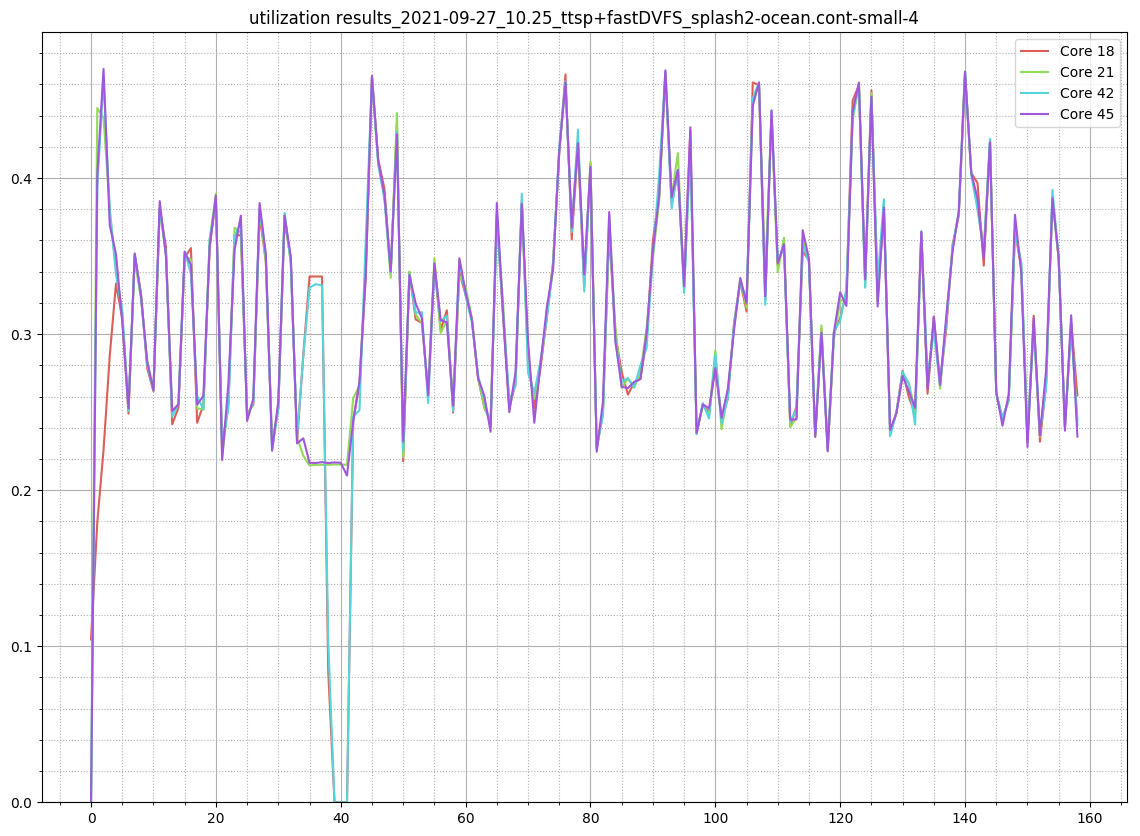 utilization results_2021-09-27_10.25_ttsp+fastDVFS_splash2-ocean.cont-small-4
Core 18
Core 21
Core 42
Core 45
0.4
0.3
0.2
0.1
0.0
0 20 40 60 80 100 120 140 160